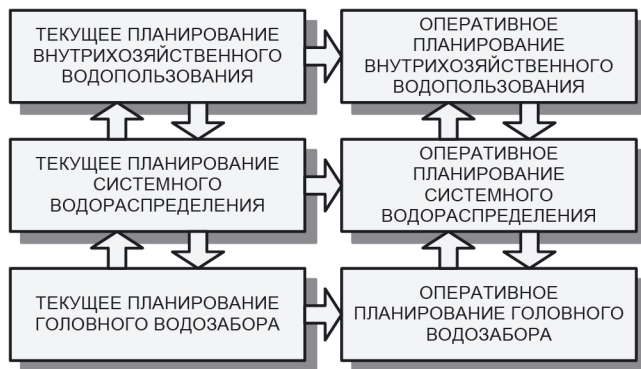 ТЕКУЩЕЕ ПЛАНИРОВАНИЕ
ВНУТРИХОЗЯЙСТВЕННОГО
ВОДОПОЛЬЗОВАНИЯ
ОПЕРАТИВНОЕ
ПЛАНИРОВАНИЕ
ВНУТРИХОЗЯЙСТВЕННОГО
ВОДОПОЛЬЗОВАНИЯ
ТЕКУЩЕЕ ПЛАНИРОВАНИЕ
СИСТЕМНОГО
ВОДОРАСПРЕДЕЛЕНИЯ
ОПЕРАТИВНОЕ
ПЛАНИРОВАНИЕ
СИСТЕМНОГО
ВОДОРАСПРЕДЕЛЕНИЯ
ТЕКУЩЕЕ ПЛАНИРОВАНИЕ
ГОЛОВНОГО ВОДОЗАБОРА
ОПЕРАТИВНОЕ
ПЛАНИРОВАНИЕ ГОЛОВНОГО
ВОДОЗАБОРА